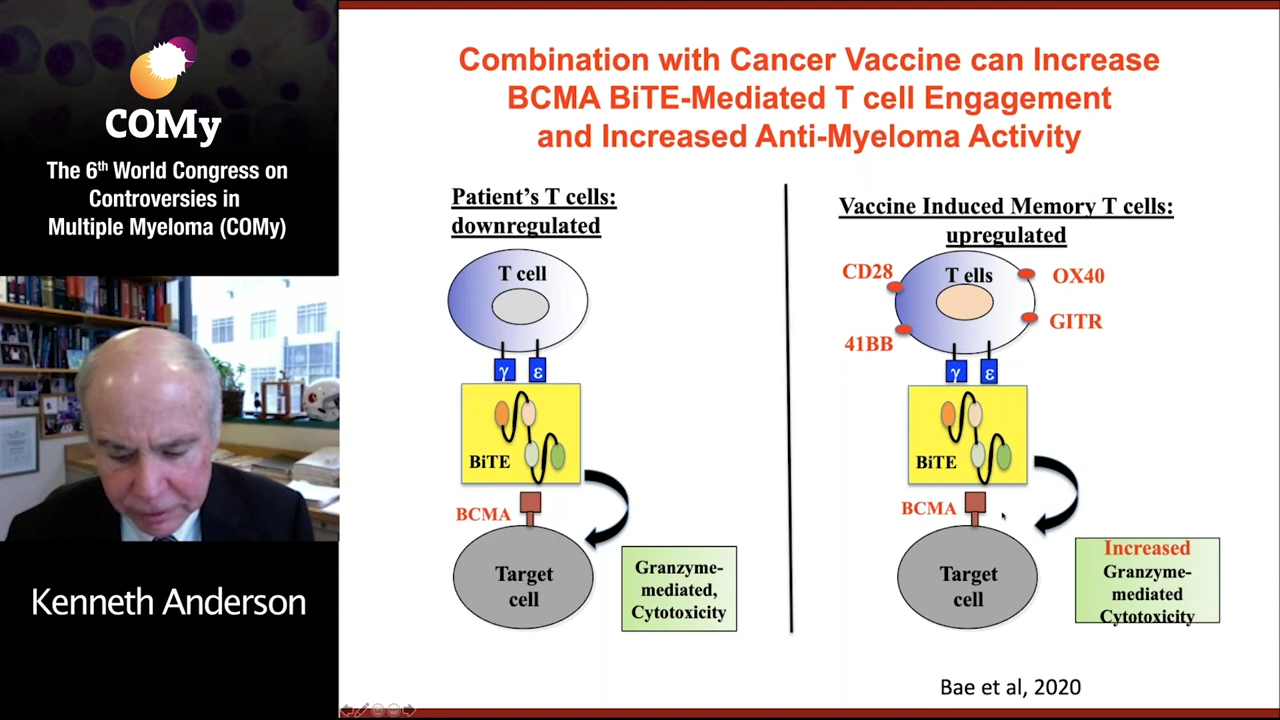 COMy
The 6th World Congress on
Controversies in
Multiple Myeloma (COMy)
Kenneth Anderson
Combination with Cancer Vaccine can Increase
BCMA BiTE-Mediated T cell Engagement
and Increased Anti-Myeloma Activity
Patient's T cells:
downregulated
T cell
γ ε
BiTE
BCMA
Target
cell
Granzyme-
mediated,
Cytotoxicity
Vaccine Induced Memory T cells:
upregulated
CD28
T ells
OX40
GITR
41BB
γ ε
BiTE
BCMA
Target
cell
Increased
Granzyme-
mediated
Cytotoxicity
Bae et al, 2020